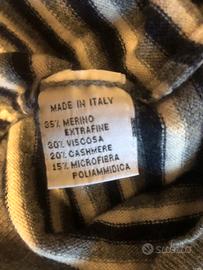 MADE IN ITALY
35% MERINO
EXTRAFINE
30% VISCOSA
20% CASHMERE
15% MICROFIBRA
POLIAMMIDICA
SUBITO